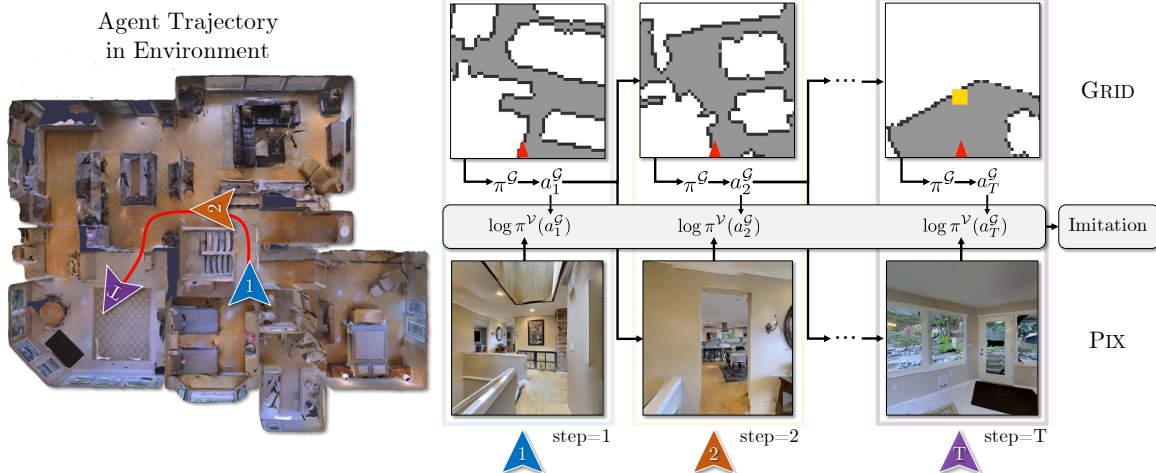 Agent Trajectory
in Environment
2
1
T
π^𝒢 a_1^𝒢
π^𝒢 a_2^𝒢
...
π^𝒢 a_T^𝒢
GRID
log π^𝒱(a_1^𝒢)
log π^𝒱(a_2^𝒢)
log π^𝒱(a_T^𝒢)
Imitation
...
PIX
step=1
step=2
step=T
1
2
T